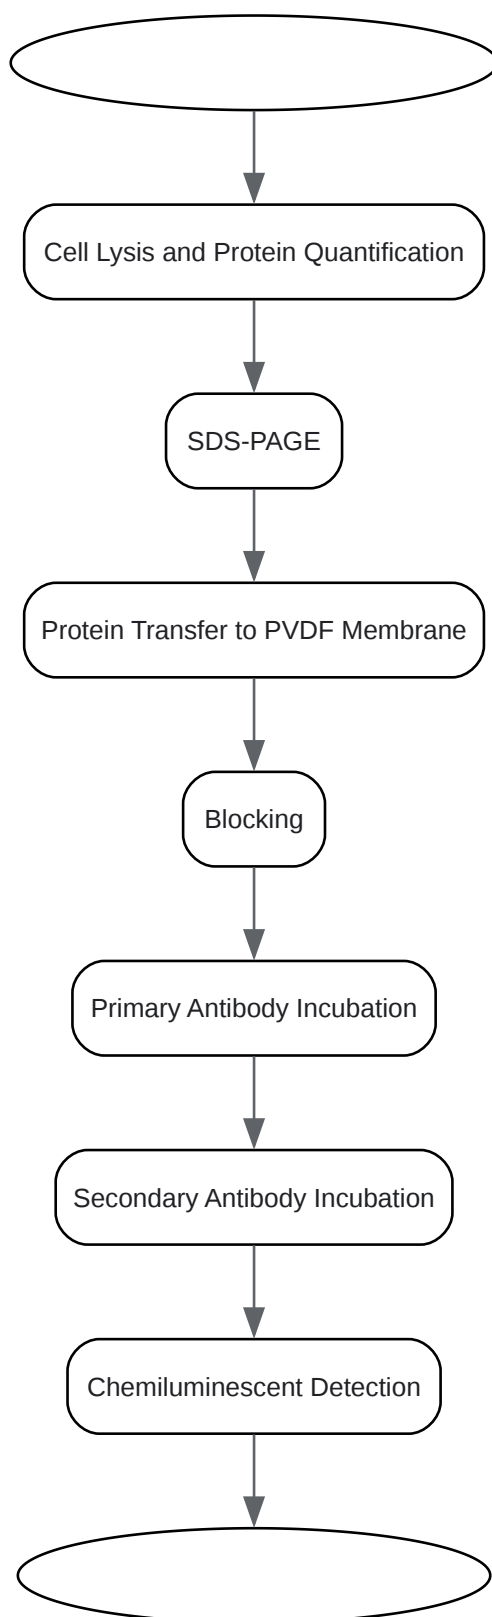 Cell Lysis and Protein Quantification
SDS-PAGE
Protein Transfer to PVDF Membrane
Blocking
Primary Antibody Incubation
Secondary Antibody Incubation
Chemiluminescent Detection